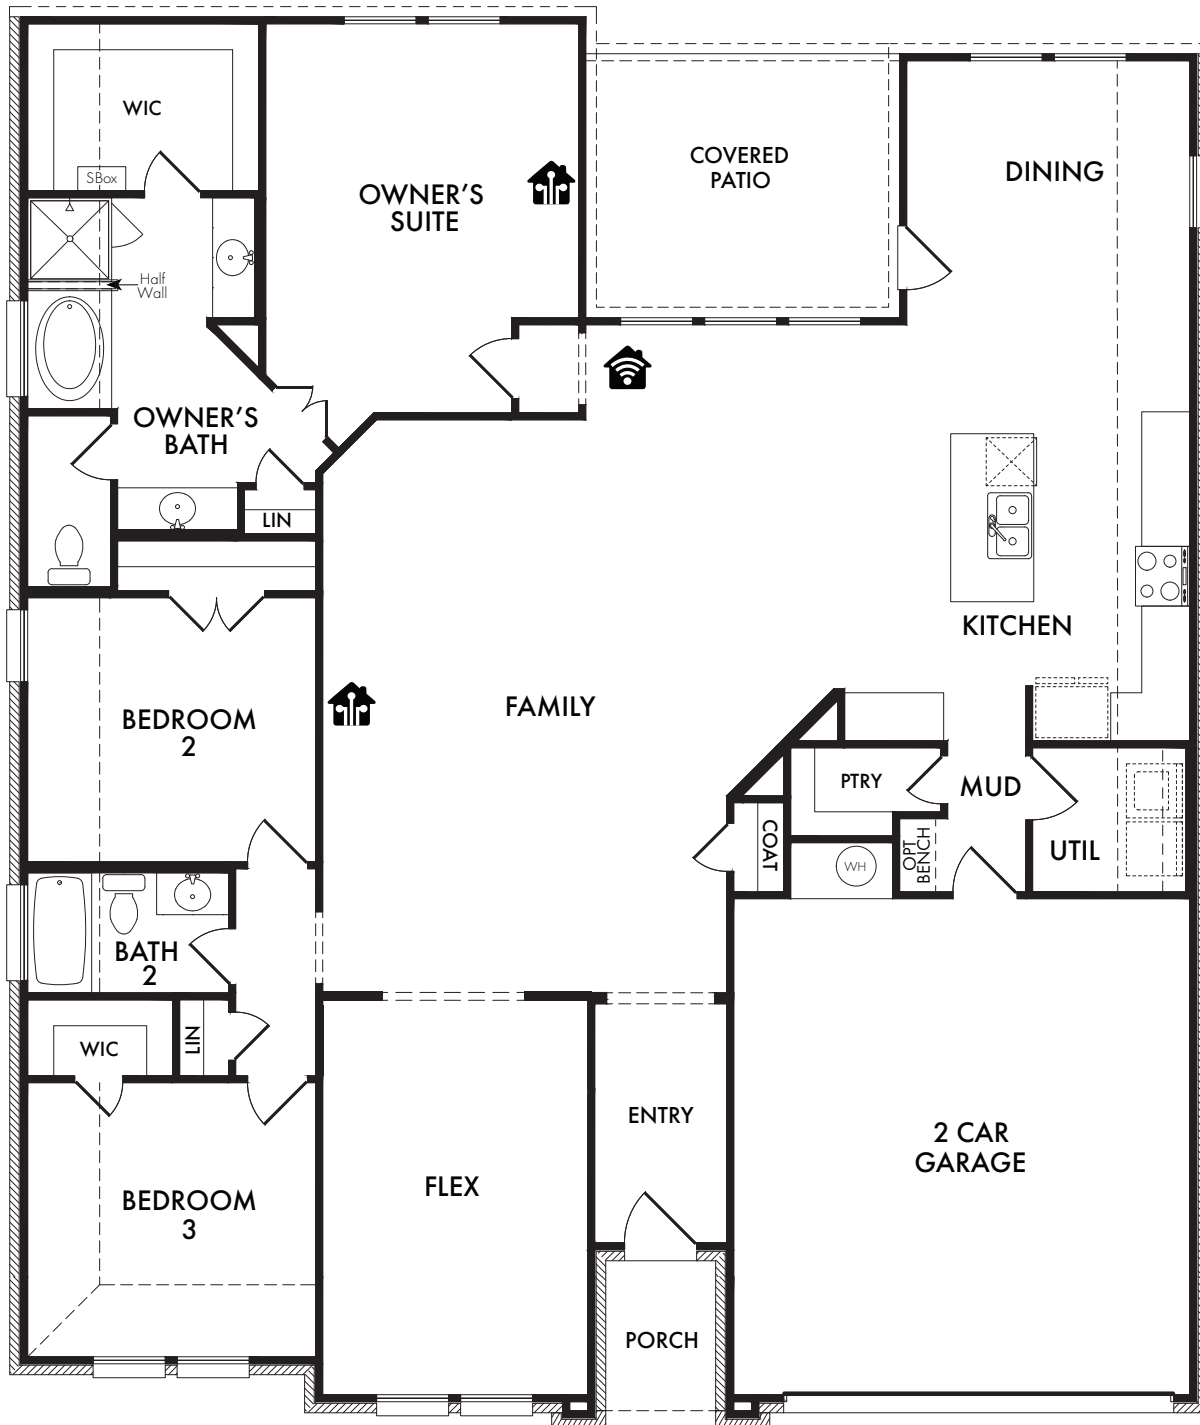 WIC
SBox
OWNER'S
SUITE
COVERED
PATIO
DINING
Half
Wall
OWNER'S
BATH
LIN
KITCHEN
BEDROOM
2
FAMILY
PTRY
MUD
COAT
WH
OPT
BENCH
UTIL
BATH
2
WIC
LIN
ENTRY
2 CAR
GARAGE
FLEX
BEDROOM
3
PORCH